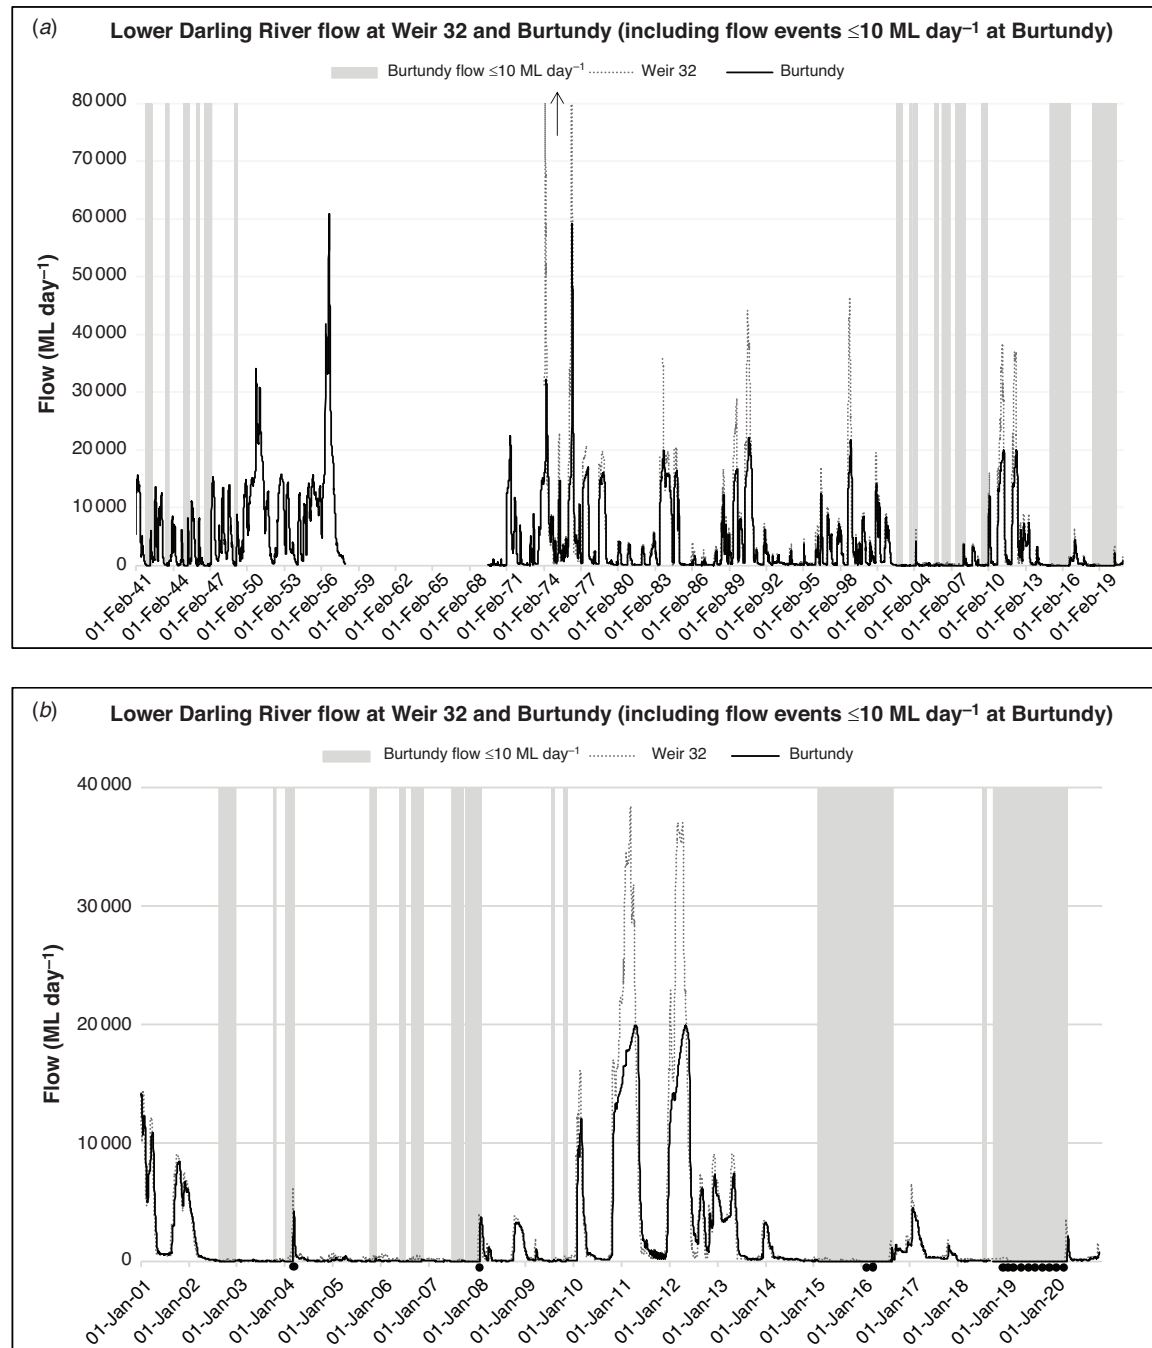 (a)
Lower Darling River flow at Weir 32 and Burtundy (including flow events ≤10 ML day–1 at Burtundy)
Burtundy flow ≤10 ML day–1 Weir 32 Burtundy
80 000
70 000
60 000
50 000
40 000
30 000
20 000
10 000
0
Flow (ML day–1)
01-Feb-41 01-Feb-44 01-Feb-47 01-Feb-50 01-Feb-53 01-Feb-56 01-Feb-59 01-Feb-62 01-Feb-65 01-Feb-68 01-Feb-71 01-Feb-74 01-Feb-77 01-Feb-80 01-Feb-83 01-Feb-86 01-Feb-89 01-Feb-92 01-Feb-95 01-Feb-98 01-Feb-01 01-Feb-04 01-Feb-07 01-Feb-10 01-Feb-13 01-Feb-16 01-Feb-19
(b)
Lower Darling River flow at Weir 32 and Burtundy (including flow events ≤10 ML day–1 at Burtundy)
Burtundy flow ≤10 ML day–1 Weir 32 Burtundy
40 000
30 000
20 000
10 000
0
Flow (ML day–1)
01-Jan-01 01-Jan-02 01-Jan-03 01-Jan-04 01-Jan-05 01-Jan-06 01-Jan-07 01-Jan-08 01-Jan-09 01-Jan-10 01-Jan-11 01-Jan-12 01-Jan-13 01-Jan-14 01-Jan-15 01-Jan-16 01-Jan-17 01-Jan-18 01-Jan-19 01-Jan-20